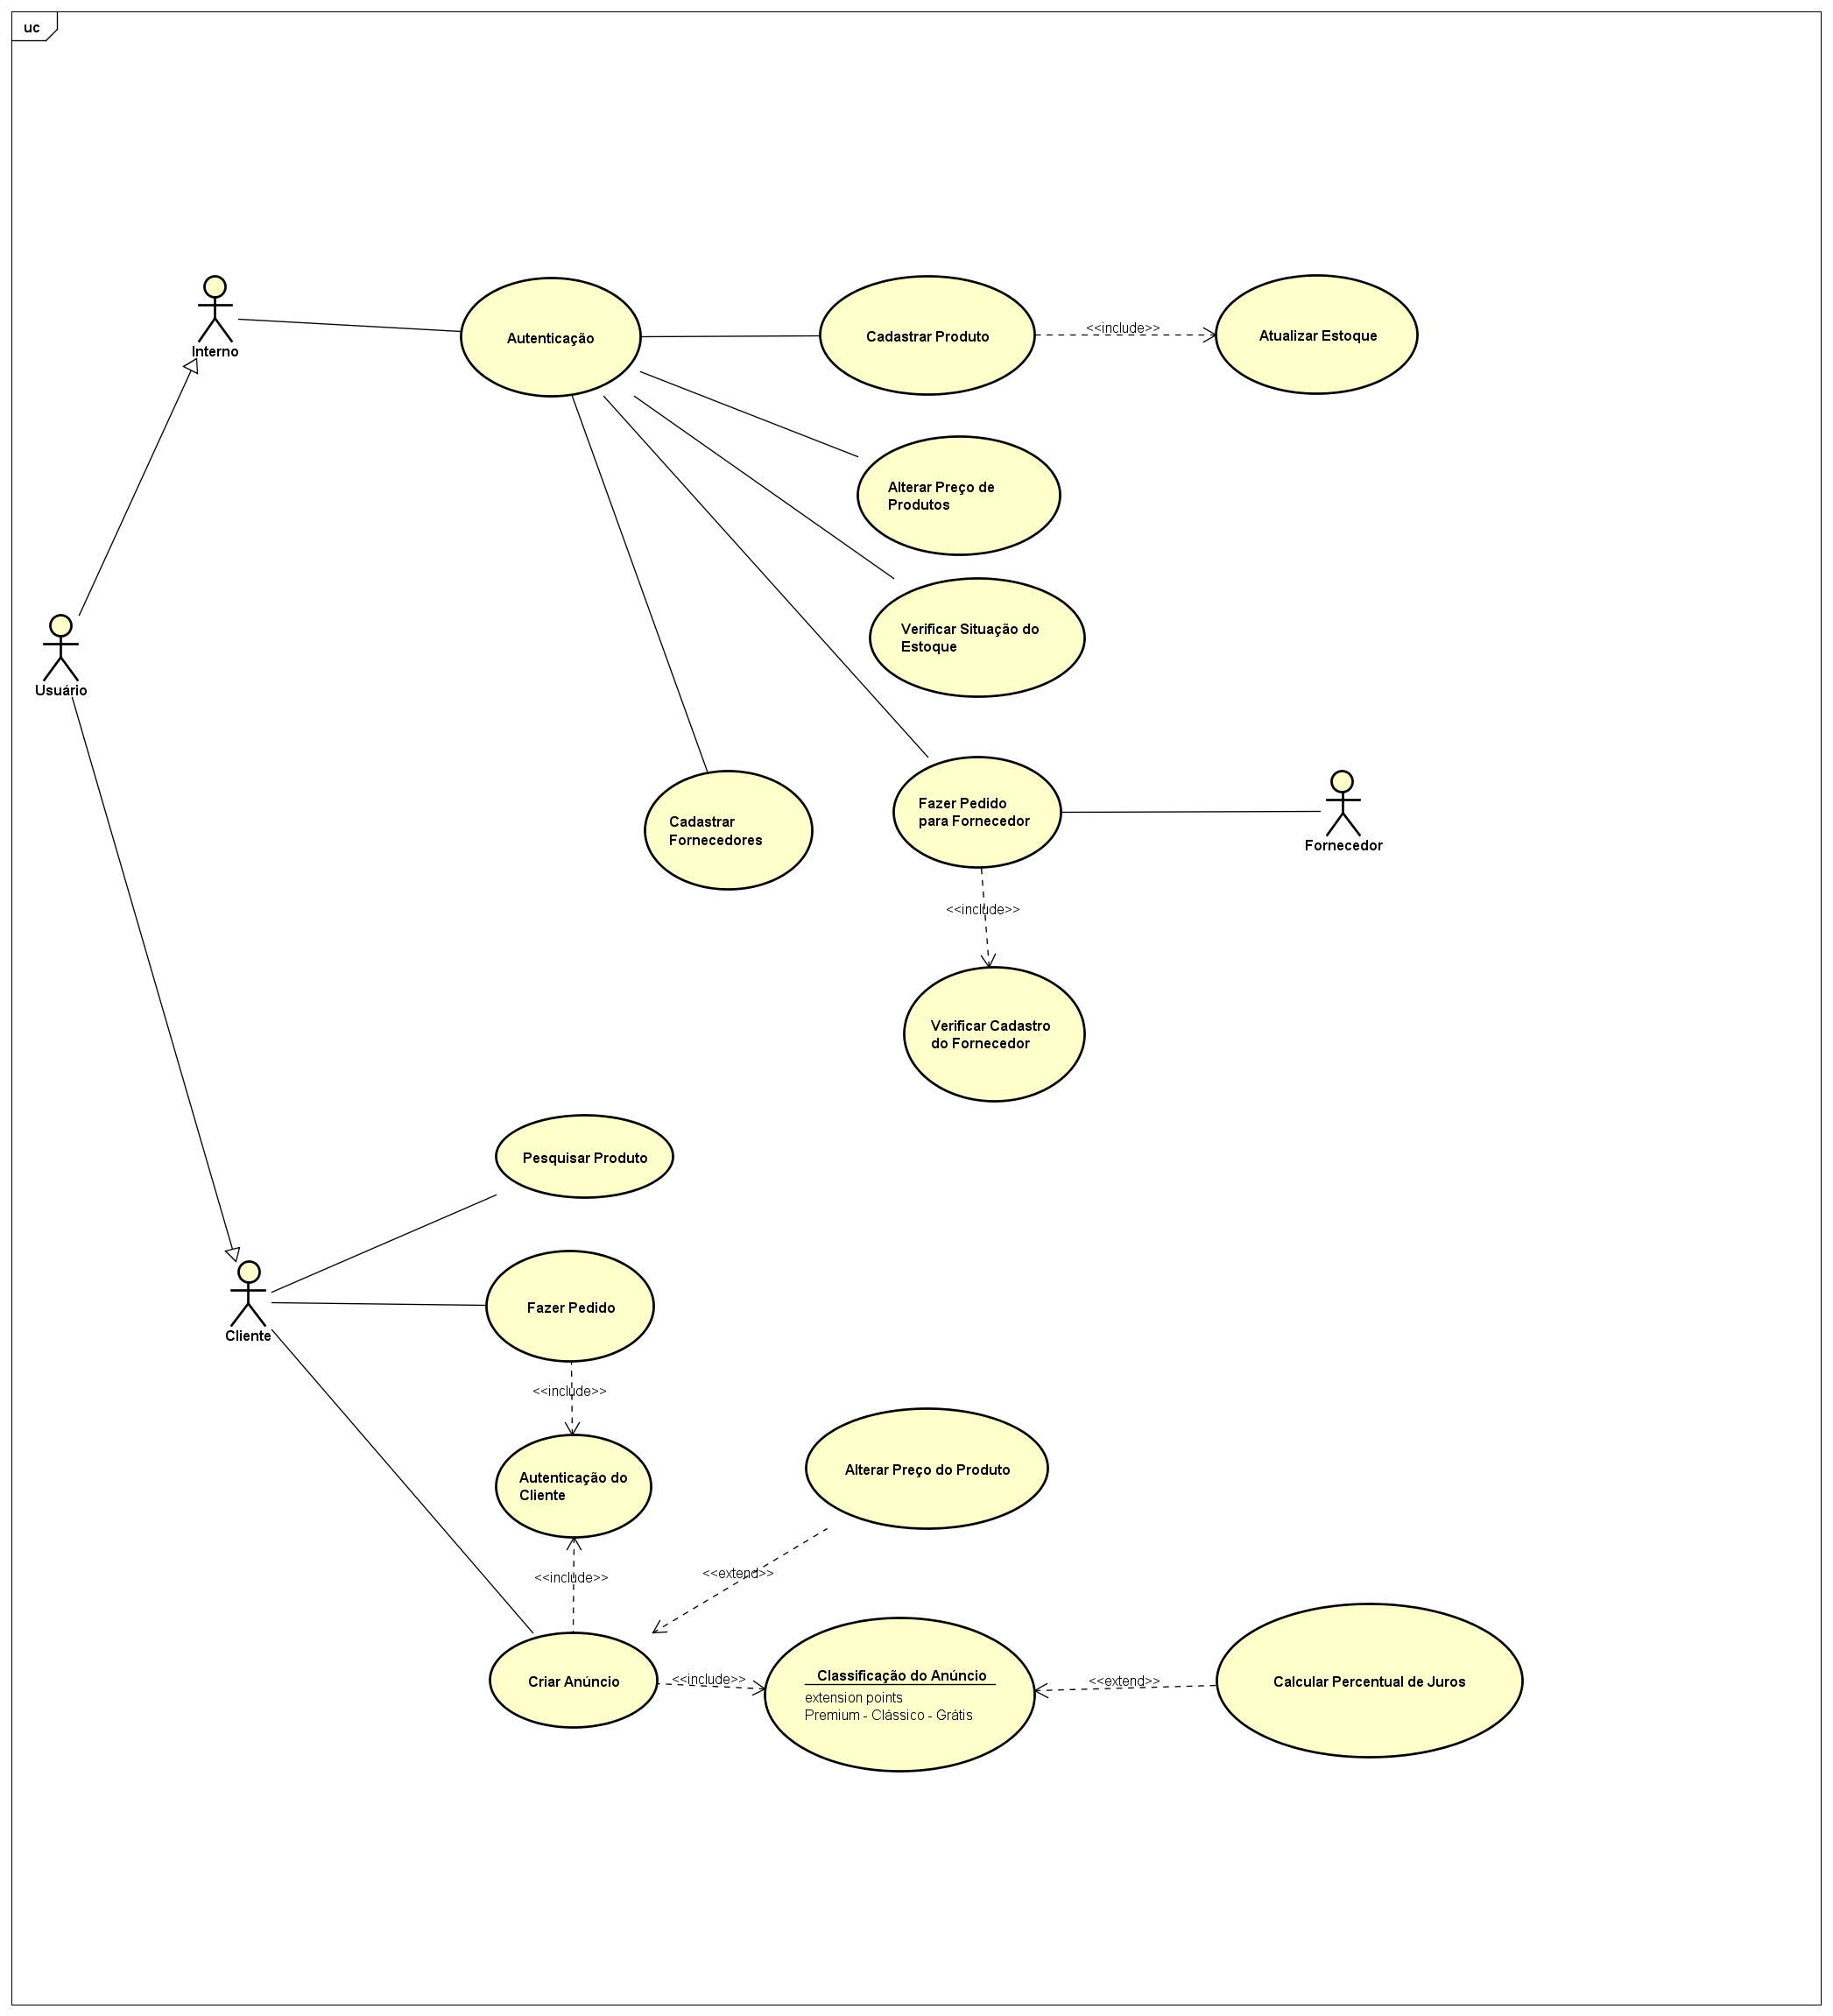 uc
Interno
Autenticação
Cadastrar Produto
<<include>>
Atualizar Estoque
Alterar Preço de
Produtos
Verificar Situação do
Estoque
Usuário
Cadastrar
Fornecedores
Fazer Pedido
para Fornecedor
Fornecedor
<<include>>
Verificar Cadastro
do Fornecedor
Pesquisar Produto
Fazer Pedido
Cliente
<<include>>
Autenticação do
Cliente
Alterar Preço do Produto
<<include>>
<<extend>>
Criar Anúncio
<<include>>
Classificação do Anúncio
extension points
Premium - Clássico - Grátis
<<extend>>
Calcular Percentual de Juros